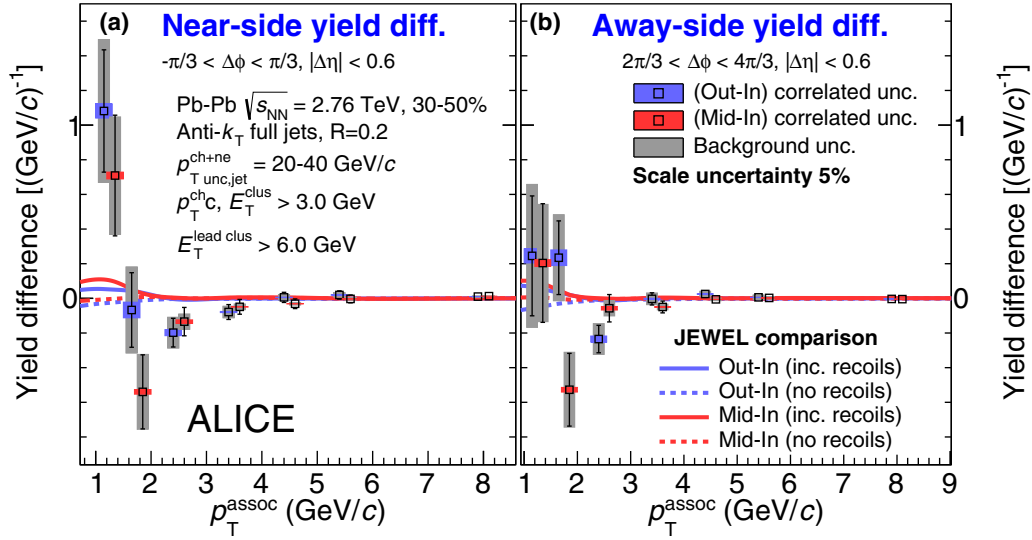 (a) Near-side yield diff.
-π/3 < Δϕ < π/3, |Δη| < 0.6
Pb-Pb √s_NN = 2.76 TeV, 30-50%
Anti-k_T full jets, R=0.2
p_T unc,jet^ch+ne = 20-40 GeV/c
p_T^ch c, E_T^clus > 3.0 GeV
E_T^lead clus > 6.0 GeV
ALICE
Yield difference [(GeV/c)^-1]
1
0
1 2 3 4 5 6 7 8
p_T^assoc (GeV/c)
(b) Away-side yield diff.
2π/3 < Δϕ < 4π/3, |Δη| < 0.6
(Out-In) correlated unc.
(Mid-In) correlated unc.
Background unc.
Scale uncertainty 5%
JEWEL comparison
Out-In (inc. recoils)
Out-In (no recoils)
Mid-In (inc. recoils)
Mid-In (no recoils)
1
0
Yield difference [(GeV/c)^-1]
1 2 3 4 5 6 7 8 9
p_T^assoc (GeV/c)